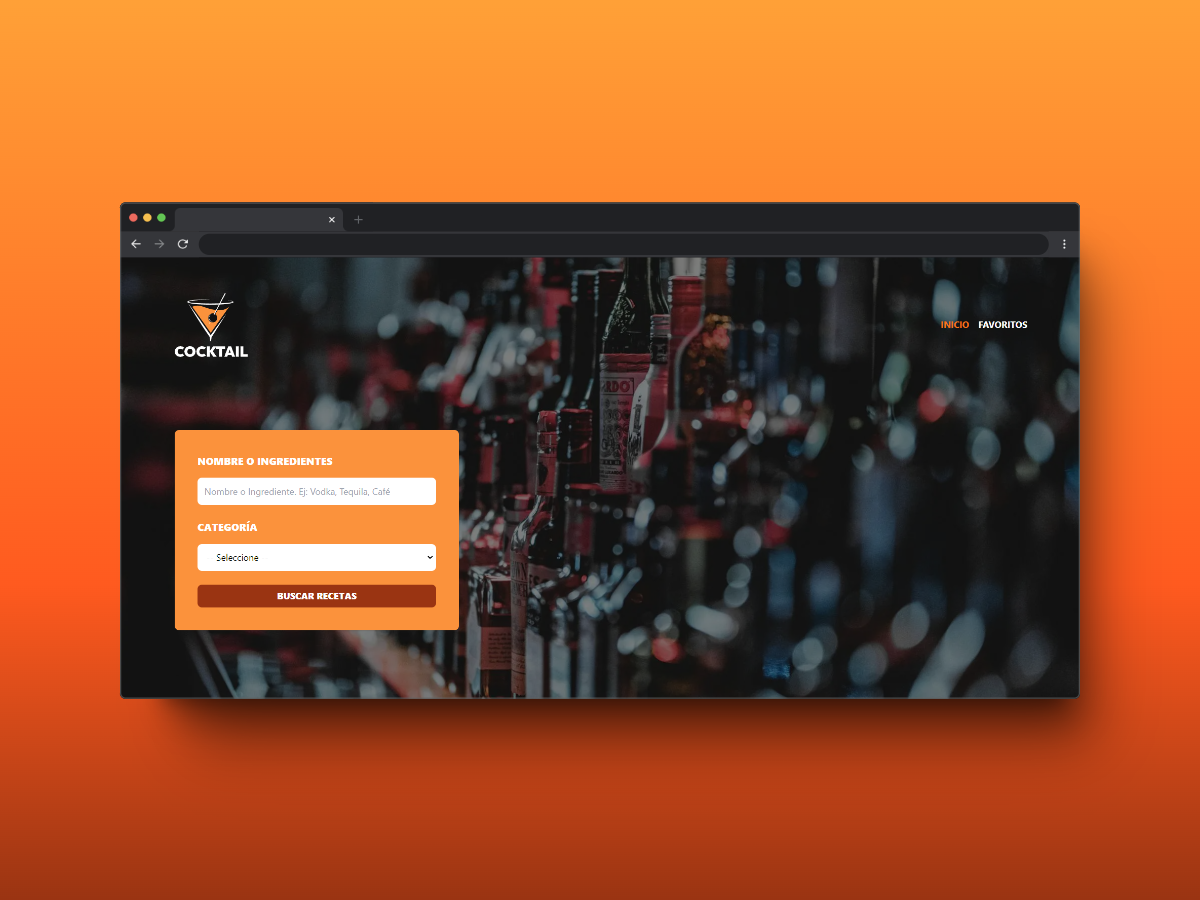 COCKTAIL
INICIO FAVORITOS
NOMBRE O INGREDIENTES
Nombre o Ingrediente. Ej: Vodka, Tequila, Café
CATEGORÍA
Seleccione
BUSCAR RECETAS